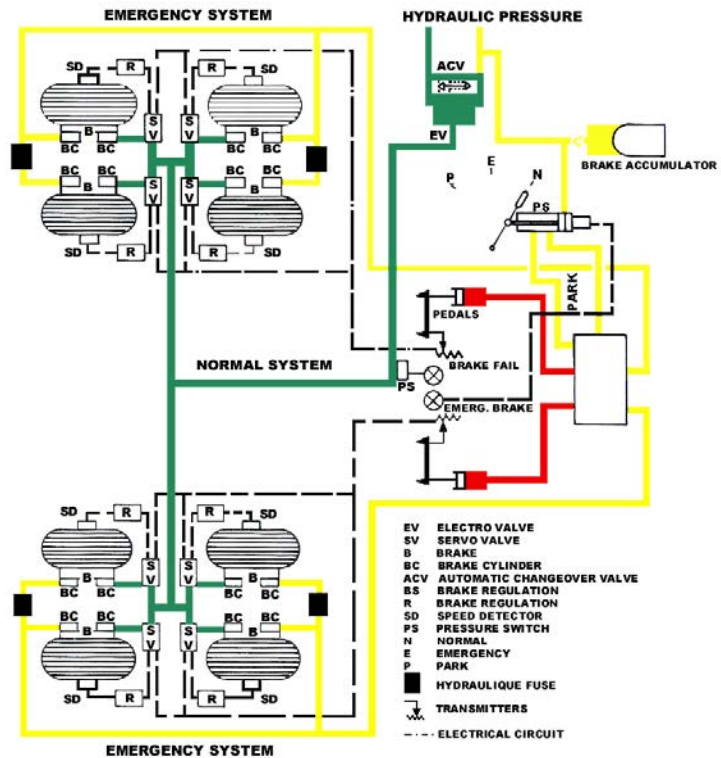 EMERGENCY SYSTEM
HYDRAULIC PRESSURE
SD
R
R
SD
ACV
S
V
S
V
EV
B
B
BC
BC
BC
BC
BRAKE ACCUMULATOR
E
P
N
BC
BC
BC
BC
B
B
S
V
S
V
PS
SD
R
R
SD
PARK
PEDALS
BRAKE FAIL
NORMAL SYSTEM
PS
EMERG. BRAKE
SD
R
R
SD
S
V
S
V
B
B
BC
BC
BC
BC
BC
BC
BC
BC
B
B
S
V
S
V
SD
R
R
SD
EMERGENCY SYSTEM
EV ELECTRO VALVE
SV SERVO VALVE
B BRAKE
BC BRAKE CYLINDER
ACV AUTOMATIC CHANGEOVER VALVE
BS BRAKE REGULATION
R BRAKE REGULATION
SD SPEED DETECTOR
PS PRESSURE SWITCH
N NORMAL
E EMERGENCY
P PARK
HYDRAULIQUE FUSE
TRANSMITTERS
ELECTRICAL CIRCUIT